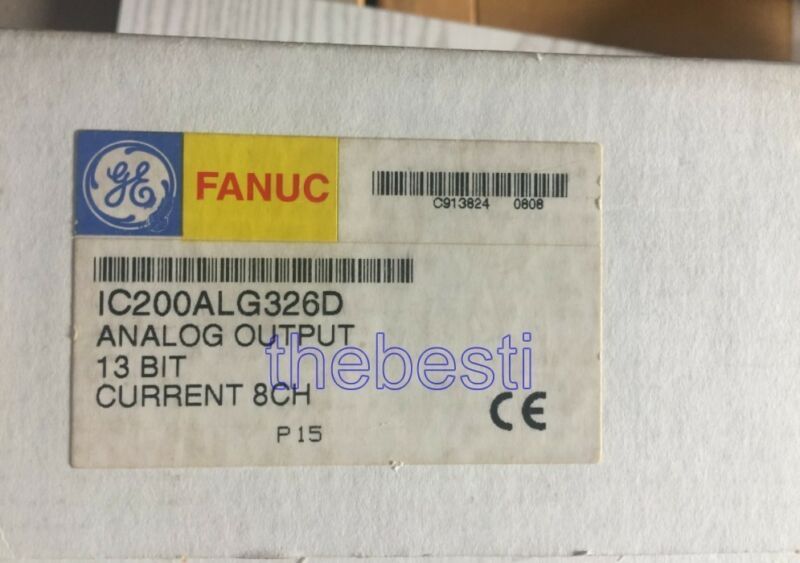 GE
FANUC
C913824 0808
IC200ALG326D
ANALOG OUTPUT
13 BIT
CURRENT 8CH
thebesti
P15
CE